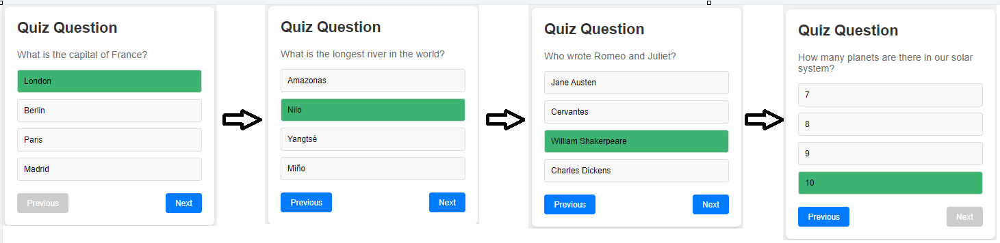 Quiz Question
What is the capital of France?
London
Berlin
Paris
Madrid
Previous
Next
Quiz Question
What is the longest river in the world?
Amazonas
Nilo
Yangtsé
Miño
Previous
Next
Quiz Question
Who wrote Romeo and Juliet?
Jane Austen
Cervantes
William Shakerpeare
Charles Dickens
Previous
Next
Quiz Question
How many planets are there in our solar
system?
7
8
9
10
Previous
Next